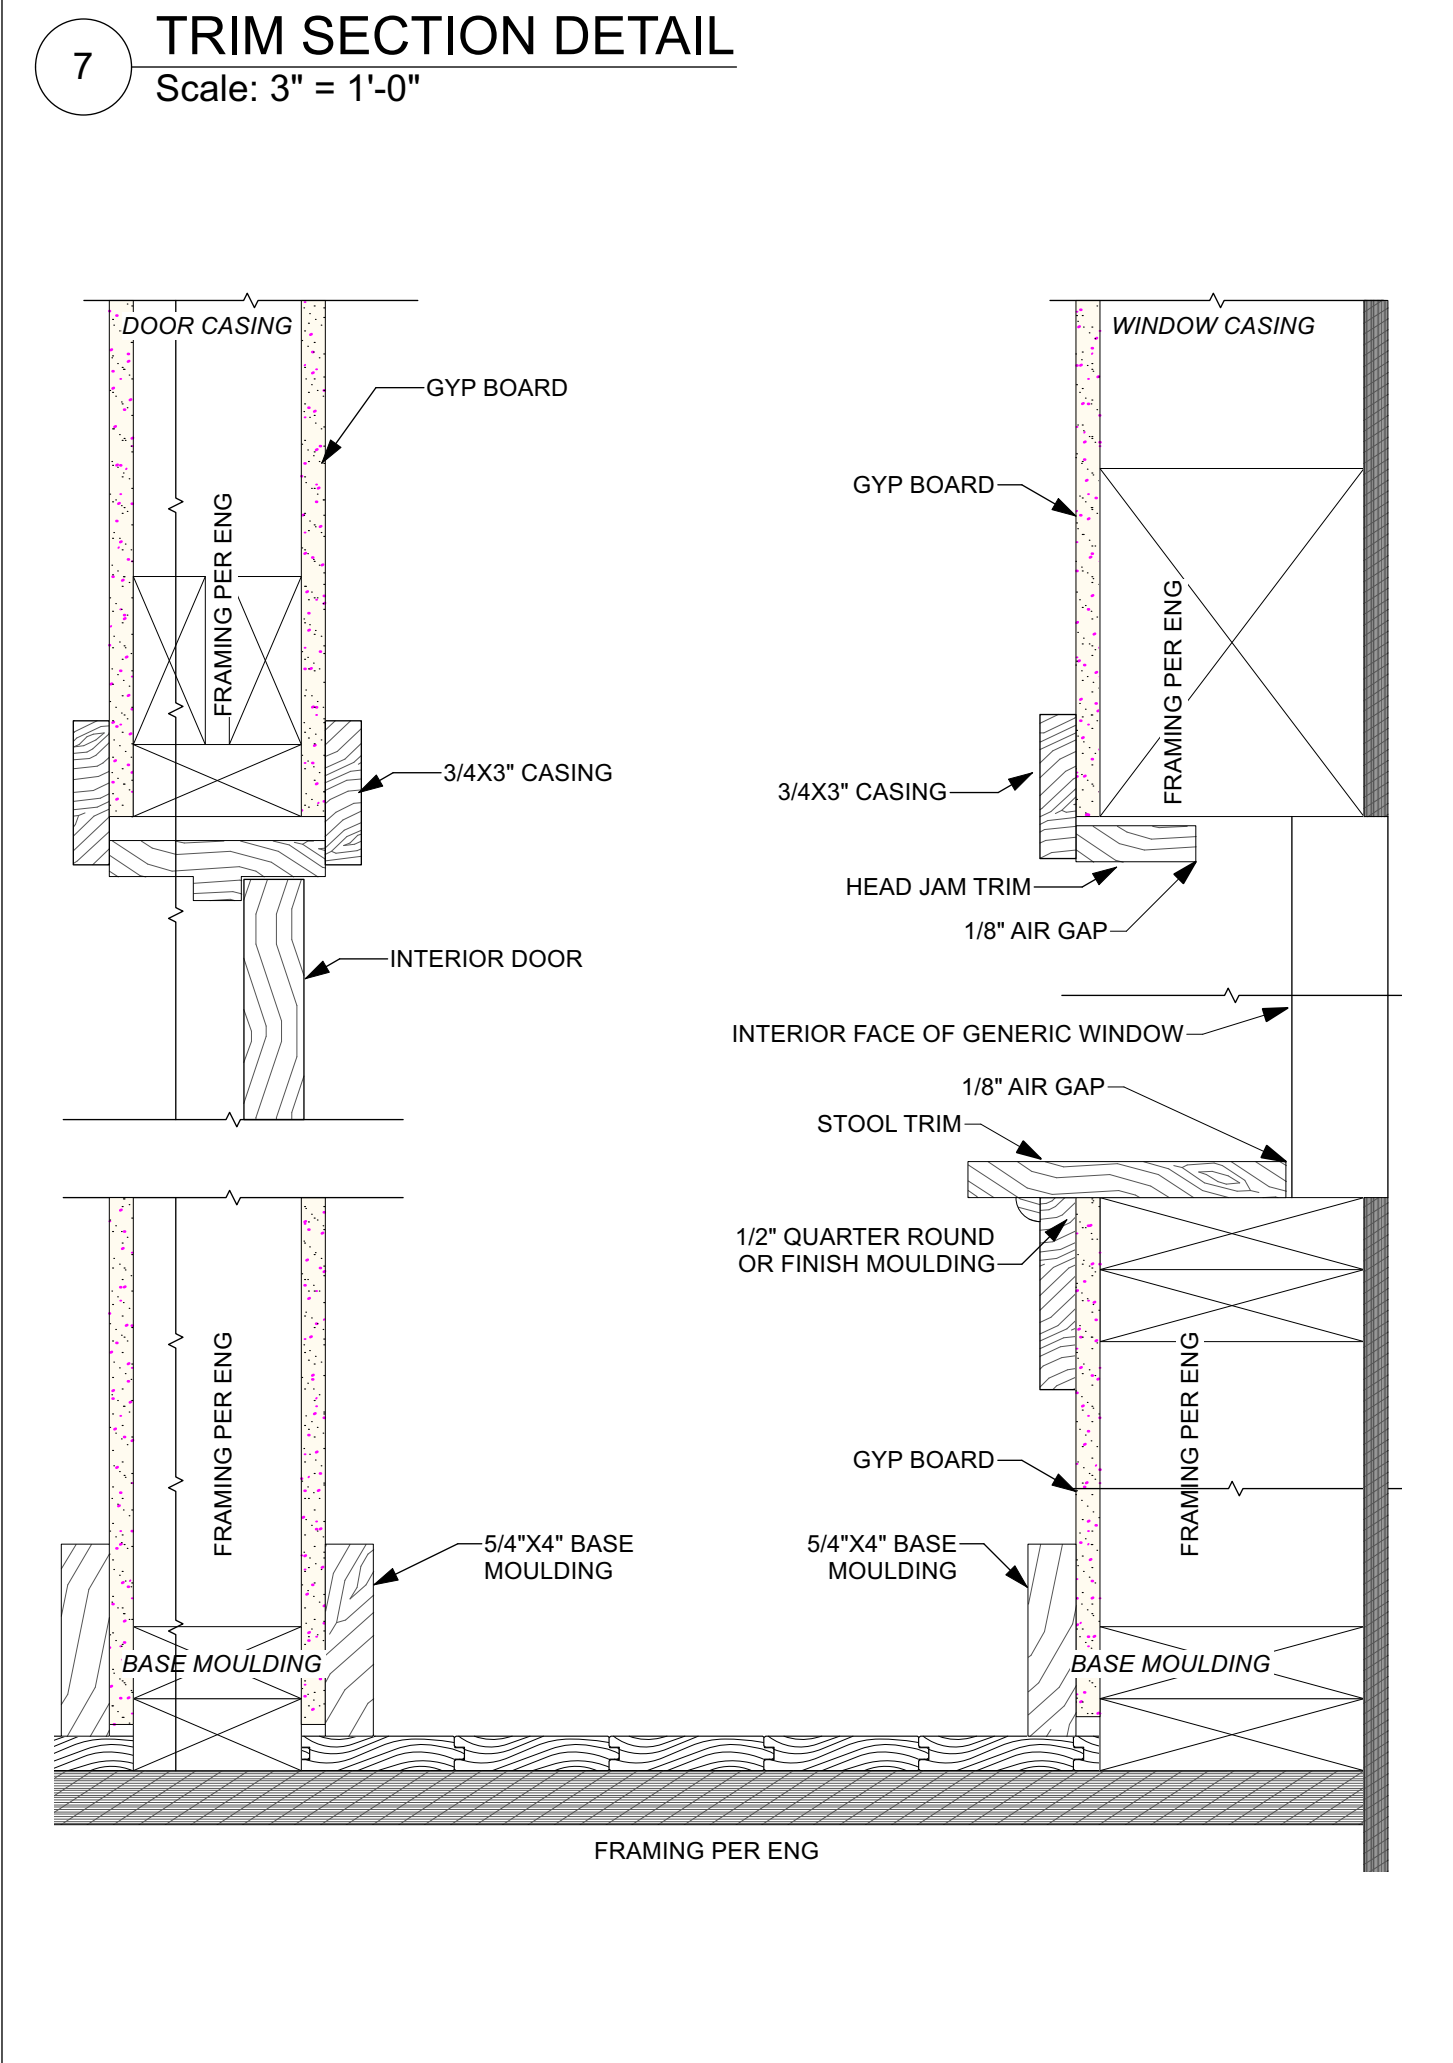 7
TRIM SECTION DETAIL
Scale: 3" = 1'-0"
DOOR CASING
GYP BOARD
FRAMING PER ENG
3/4X3" CASING
INTERIOR DOOR
FRAMING PER ENG
5/4"X4" BASE
MOULDING
BASE MOULDING
WINDOW CASING
GYP BOARD
FRAMING PER ENG
3/4X3" CASING
HEAD JAM TRIM
1/8" AIR GAP
INTERIOR FACE OF GENERIC WINDOW
1/8" AIR GAP
STOOL TRIM
1/2" QUARTER ROUND
OR FINISH MOULDING
FRAMING PER ENG
GYP BOARD
5/4"X4" BASE
MOULDING
BASE MOULDING
FRAMING PER ENG